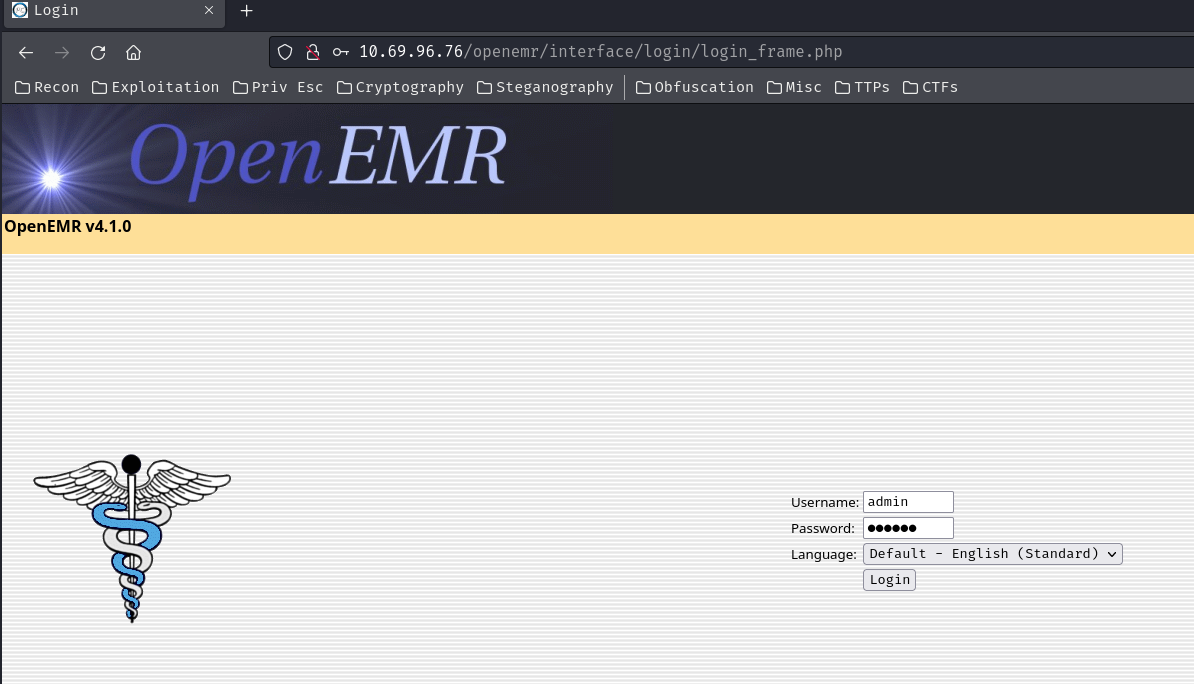 Login
10.69.96.76/openemr/interface/login/login_frame.php
Recon Exploitation Priv Esc Cryptography Steganography Obfuscation Misc TTPs CTFs
OpenEMR
OpenEMR v4.1.0
Username: admin
Password: ●●●●●●
Language: Default - English (Standard)
Login